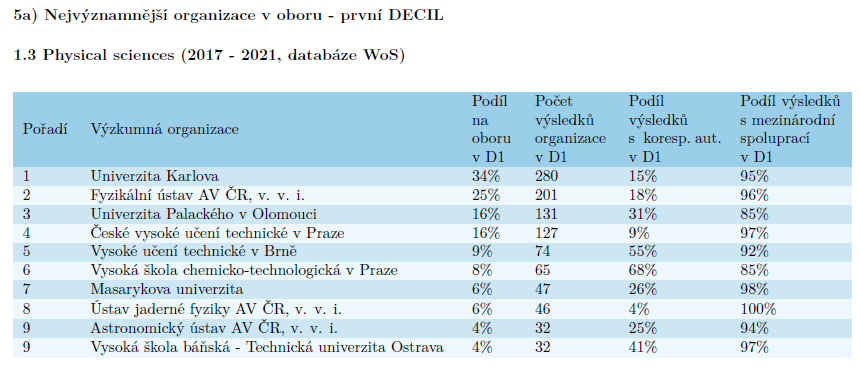 5a) Nejvýznamnější organizace v oboru - první DECIL
1.3 Physical sciences (2017 - 2021, databáze WoS)
Pořadí Výzkumná organizace Podíl na oboru v D1 Počet výsledků organizace v D1 Podíl výsledků s koresp. aut. v D1 Podíl výsledků s mezinárodní spoluprací v D1
1 Univerzita Karlova 34% 280 15% 95%
2 Fyzikální ústav AV ČR, v. v. i. 25% 201 18% 96%
3 Univerzita Palackého v Olomouci 16% 131 31% 85%
4 České vysoké učení technické v Praze 16% 127 9% 97%
5 Vysoké učení technické v Brně 9% 74 55% 92%
6 Vysoká škola chemicko-technologická v Praze 8% 65 68% 85%
7 Masarykova univerzita 6% 47 26% 98%
8 Ústav jaderné fyziky AV ČR, v. v. i. 6% 46 4% 100%
9 Astronomický ústav AV ČR, v. v. i. 4% 32 25% 94%
9 Vysoká škola báňská - Technická univerzita Ostrava 4% 32 41% 97%